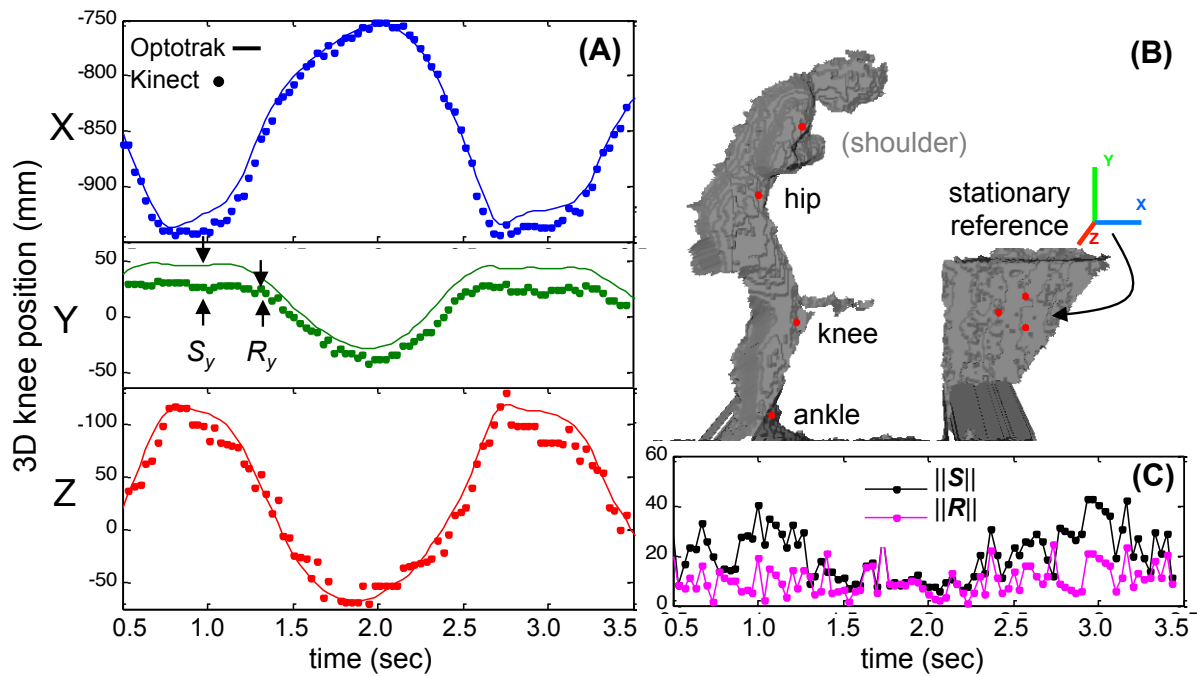 (A)
Optotrak
Kinect
3D knee position (mm)
X
-750
-800
-850
-900
Y
50
0
-50
S_y
R_y
Z
-100
50
0
-50
0.5 1.0 1.5 2.0 2.5 3.0 3.5
time (sec)
(B)
(shoulder)
hip
stationary
reference
Y
X
Z
knee
ankle
(C)
||S||
||R||
60
40
20
0
0.5 1.0 1.5 2.0 2.5 3.0 3.5
time (sec)